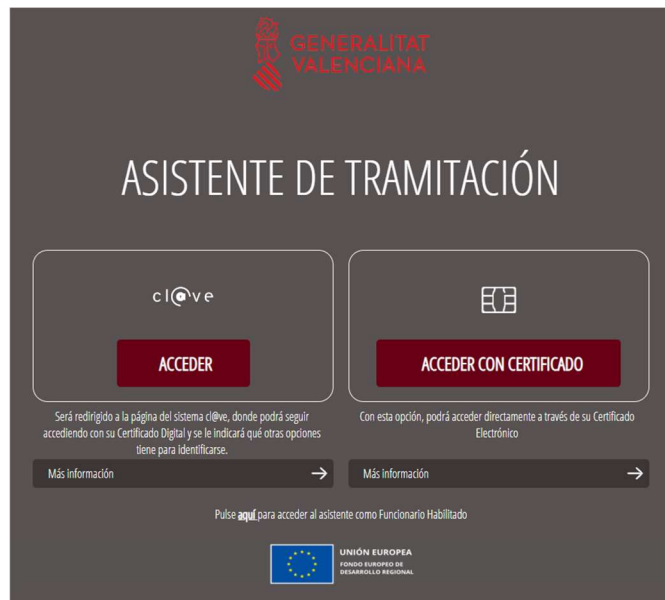 GENERALITAT
VALENCIANA
ASISTENTE DE TRAMITACIÓN
cl@ve
ACCEDER
Será redirigido a la página del sistema cl@ve, donde podrá seguir
accediendo con su Certificado Digital y se le indicará qué otras opciones
tiene para identificarse.
Más información
ACCEDER CON CERTIFICADO
Con esta opción, podrá acceder directamente a través de su Certificado
Electrónico
Más información
Pulse aquí para acceder al asistente como Funcionario Habilitado
UNIÓN EUROPEA
FONDO EUROPEO DE
DESARROLLO REGIONAL